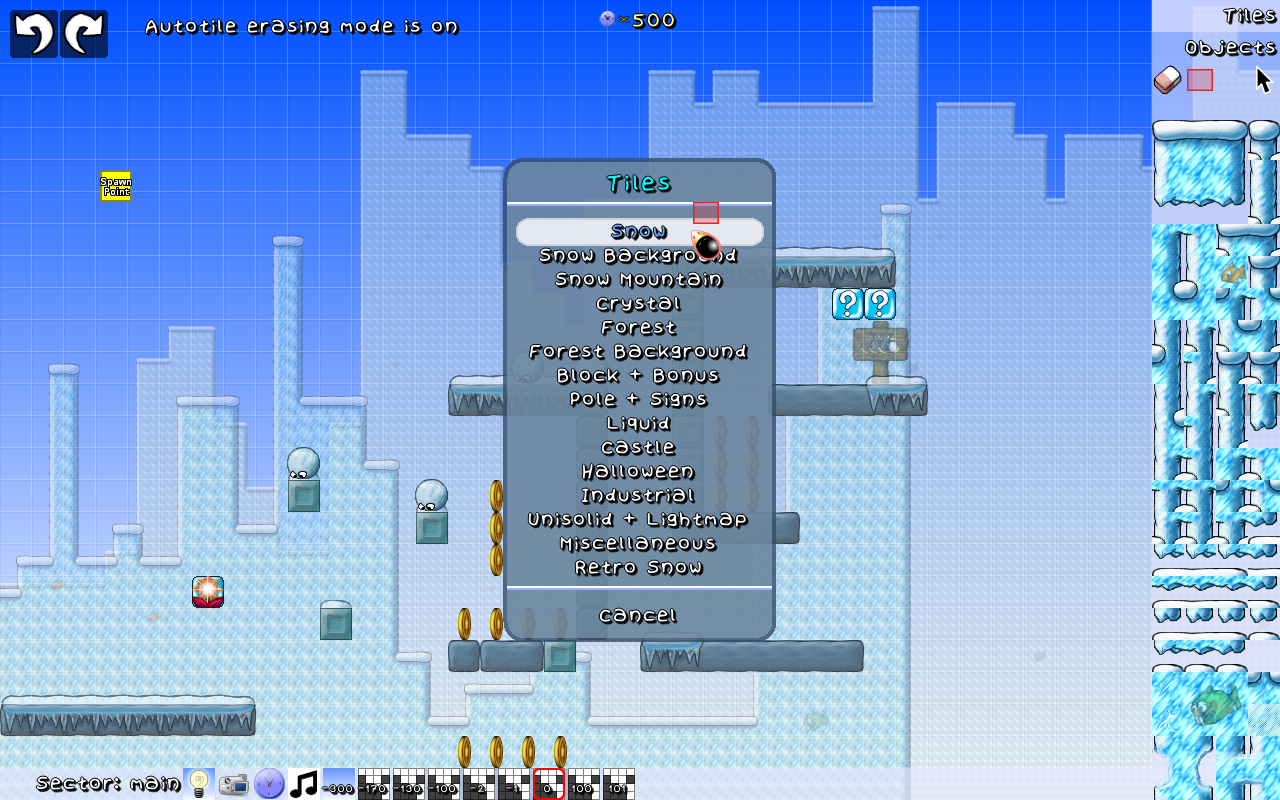 Autotile erasing mode is on
×500
Tiles
Objects
Spawn
Point
Tiles
Snow
Snow Background
Snow Mountain
Crystal
Forest
Forest Background
Block + Bonus
Pole + Signs
Liquid
Castle
Halloween
Industrial
Unisolid + Lightmap
Miscellaneous
Retro Snow
Cancel
? ?
Sector: main
-300 -170 -130 -100 -2 -1 0 100 101